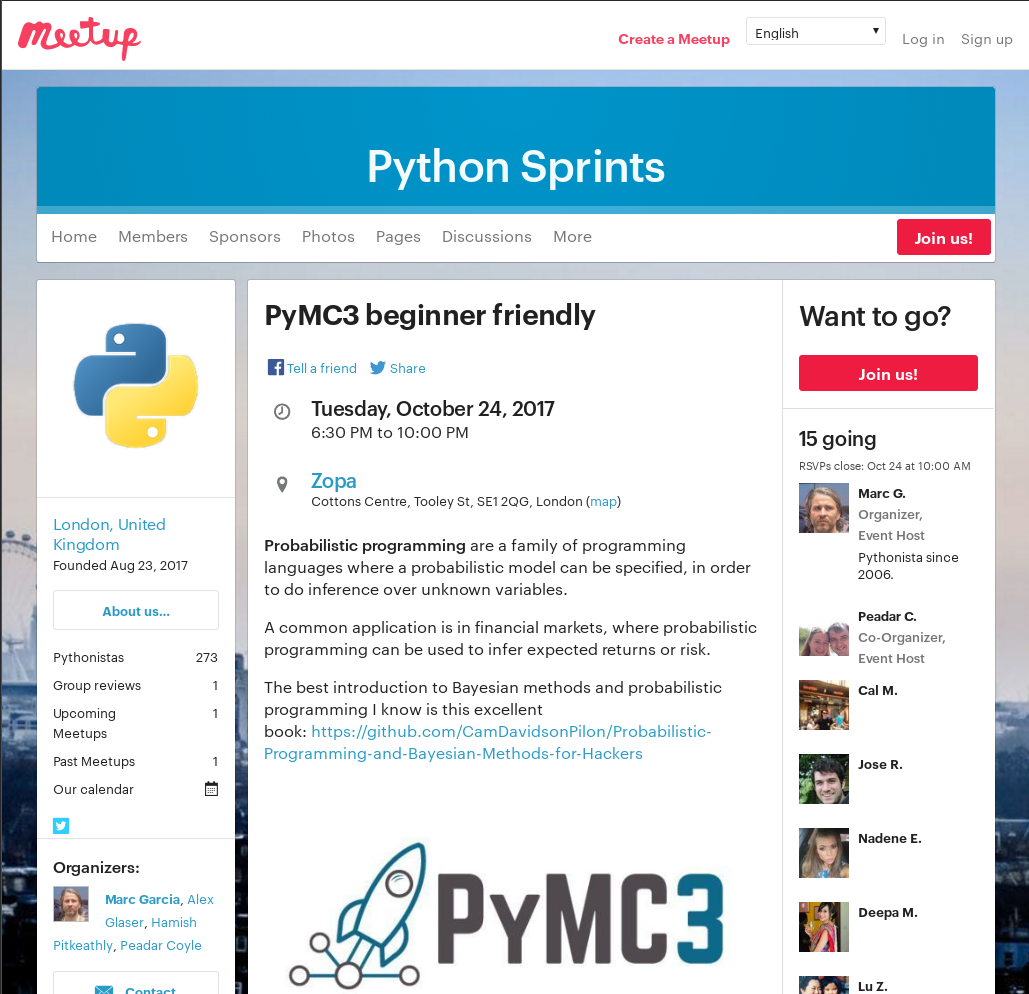 Meetup
Create a Meetup
English
Log in
Sign up
Python Sprints
Home
Members
Sponsors
Photos
Pages
Discussions
More
Join us!
London, United
Kingdom
Founded Aug 23, 2017
About us...
Pythonistas 273
Group reviews 1
Upcoming 1
Meetups
Past Meetups 1
Our calendar
Organizers:
Marc Garcia, Alex
Glaser, Hamish
Pitkeathly, Peadar Coyle
Contact
PyMC3 beginner friendly
Tell a friend
Share
Tuesday, October 24, 2017
6:30 PM to 10:00 PM
Zopa
Cottons Centre, Tooley St, SE1 2QG, London (map)
Probabilistic programming are a family of programming
languages where a probabilistic model can be specified, in order
to do inference over unknown variables.
A common application is in financial markets, where probabilistic
programming can be used to infer expected returns or risk.
The best introduction to Bayesian methods and probabilistic
programming I know is this excellent
book: https://github.com/CamDavidsonPilon/Probabilistic-
Programming-and-Bayesian-Methods-for-Hackers
PyMC3
Want to go?
Join us!
15 going
RSVPs close: Oct 24 at 10:00 AM
Marc G.
Organizer,
Event Host
Pythonista since
2006.
Peadar C.
Co-Organizer,
Event Host
Cal M.
Jose R.
Nadene E.
Deepa M.
Lu Z.